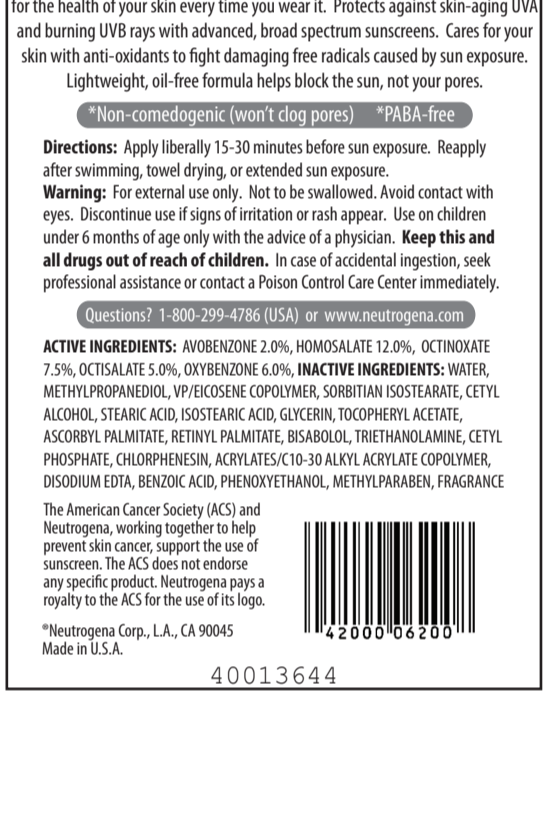 for the health of your skin every time you wear it. Protects against skin-aging UVA
and burning UVB rays with advanced, broad spectrum sunscreens. Cares for your
skin with anti-oxidants to fight damaging free radicals caused by sun exposure.
Lightweight, oil-free formula helps block the sun, not your pores.
*Non-comedogenic (won't clog pores) *PABA-free
Directions: Apply liberally 15-30 minutes before sun exposure. Reapply
after swimming, towel drying, or extended sun exposure.
Warning: For external use only. Not to be swallowed. Avoid contact with
eyes. Discontinue use if signs of irritation or rash appear. Use on children
under 6 months of age only with the advice of a physician. Keep this and
all drugs out of reach of children. In case of accidental ingestion, seek
professional assistance or contact a Poison Control Care Center immediately.
Questions? 1-800-299-4786 (USA) or www.neutrogena.com
ACTIVE INGREDIENTS: AVOBENZONE 2.0%, HOMOSALATE 12.0%, OCTINOXATE
7.5%, OCTISALATE 5.0%, OXYBENZONE 6.0%, INACTIVE INGREDIENTS: WATER,
METHYLPROPANEDIOL, VP/EICOSENE COPOLYMER, SORBITIAN ISOSTEARATE, CETYL
ALCOHOL, STEARIC ACID, ISOSTEARIC ACID, GLYCERIN, TOCOPHERYL ACETATE,
ASCORBYL PALMITATE, RETINYL PALMITATE, BISABOLOL, TRIETHANOLAMINE, CETYL
PHOSPHATE, CHLORPHENESIN, ACRYLATES/C10-30 ALKYL ACRYLATE COPOLYMER,
DISODIUM EDTA, BENZOIC ACID, PHENOXYETHANOL, METHYLPARABEN, FRAGRANCE
The American Cancer Society (ACS) and
Neutrogena, working together to help
prevent skin cancer, support the use of
sunscreen. The ACS does not endorse
any specific product. Neutrogena pays a
royalty to the ACS for the use of its logo.
®Neutrogena Corp., L.A., CA 90045
Made in U.S.A.
42000 06200
40013644